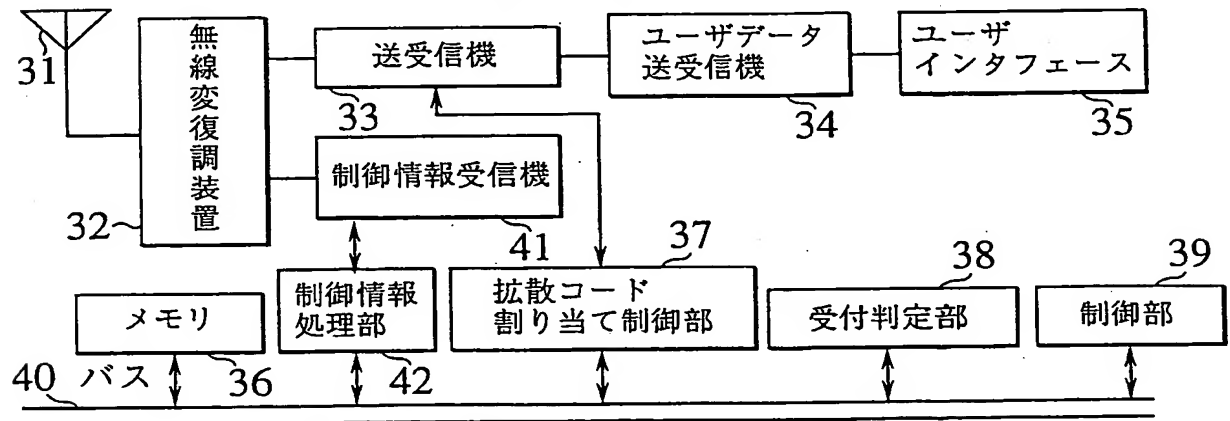 31
無線変復調装置
32
送受信機
33
ユーザデータ
送受信機
34
ユーザ
インタフェース
35
制御情報受信機
41
メモリ
36
制御情報
処理部
42
拡散コード
割り当て制御部
37
受付判定部
38
制御部
39
40
バス